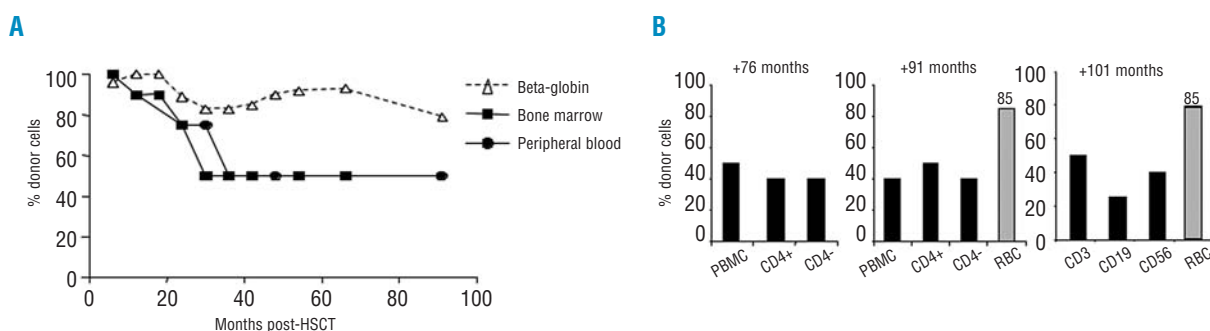 A
% donor cells
100
80
60
40
20
0
0 20 40 60 80 100
Months post-HSCT
Beta-globin
Bone marrow
Peripheral blood
B
% donor cells
+76 months
100
80
60
40
20
0
PBMC CD4+ CD4-
+91 months
100
80
60
40
20
0
85
PBMC CD4+ CD4- RBC
+101 months
100
80
60
40
20
0
85
CD3 CD19 CD56 RBC